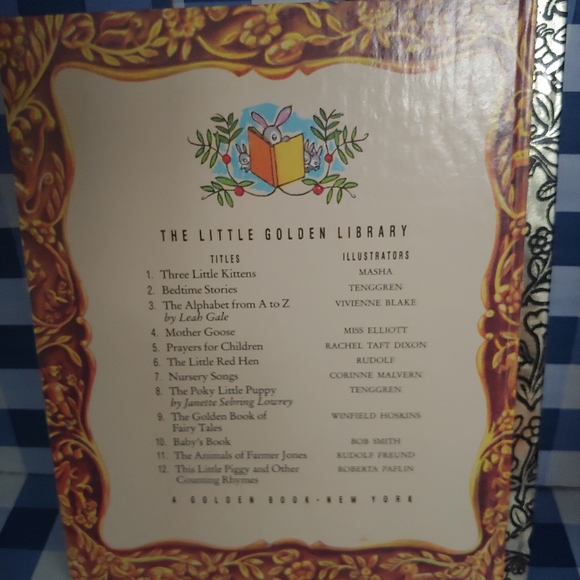 THE LITTLE GOLDEN LIBRARY
TITLES ILLUSTRATORS
1. Three Little Kittens MASHA
2. Bedtime Stories TENGGREN
3. The Alphabet from A to Z VIVIENNE BLAKE
by Leah Gale
4. Mother Goose MISS ELLIOTT
5. Prayers for Children RACHEL TAFT DIXON
6. The Little Red Hen RUDOLF
7. Nursery Songs CORINNE MALVERN
8. The Poky Little Puppy TENGGREN
by Janette Sebring Lowrey
9. The Golden Book of WINFIELD HOSKINS
Fairy Tales
10. Baby's Book BOB SMITH
11. The Animals of Farmer Jones RUDOLF FREUND
12. This Little Piggy and Other ROBERTA PAFLIN
Counting Rhymes
A GOLDEN BOOK • NEW YORK